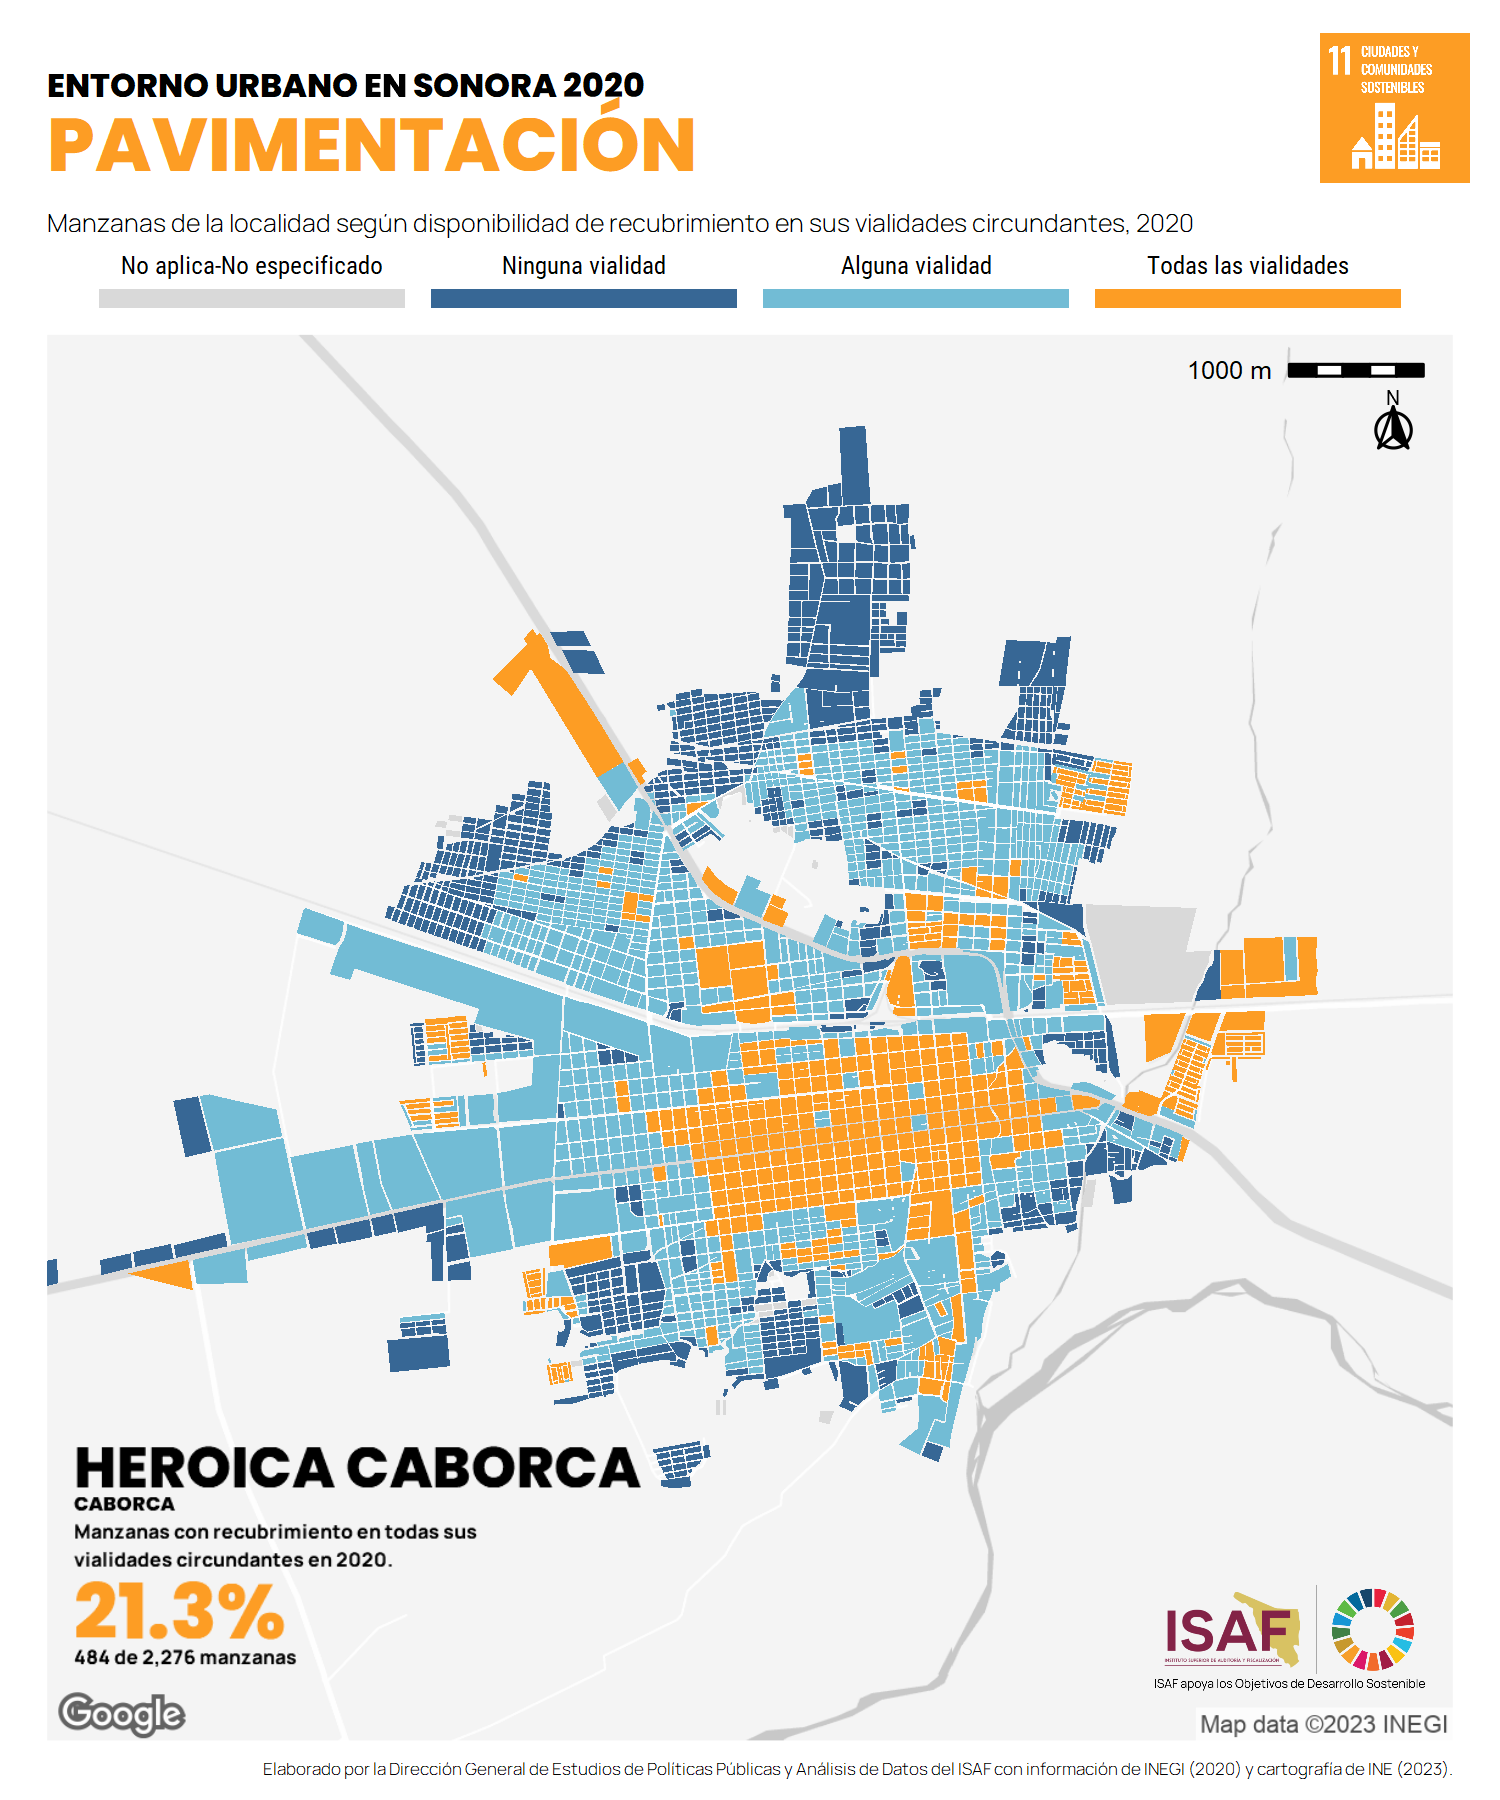 ENTORNO URBANO EN SONORA 2020
PAVIMENTACIÓN
11 CIUDADES Y
COMUNIDADES
SOSTENIBLES
Manzanas de la localidad según disponibilidad de recubrimiento en sus vialidades circundantes, 2020
No aplica-No especificado
Ninguna vialidad
Alguna vialidad
Todas las vialidades
1000 m
N
HEROICA CABORCA
CABORCA
Manzanas con recubrimiento en todas sus
vialidades circundantes en 2020.
21.3%
484 de 2,276 manzanas
Google
ISAF
INSTITUTO SUPERIOR DE AUDITORÍA Y FISCALIZACIÓN
ISAF apoya los Objetivos de Desarrollo Sostenible
Map data ©2023 INEGI
Elaborado por la Dirección General de Estudios de Políticas Públicas y Análisis de Datos del ISAF con información de INEGI (2020) y cartografía de INE (2023).